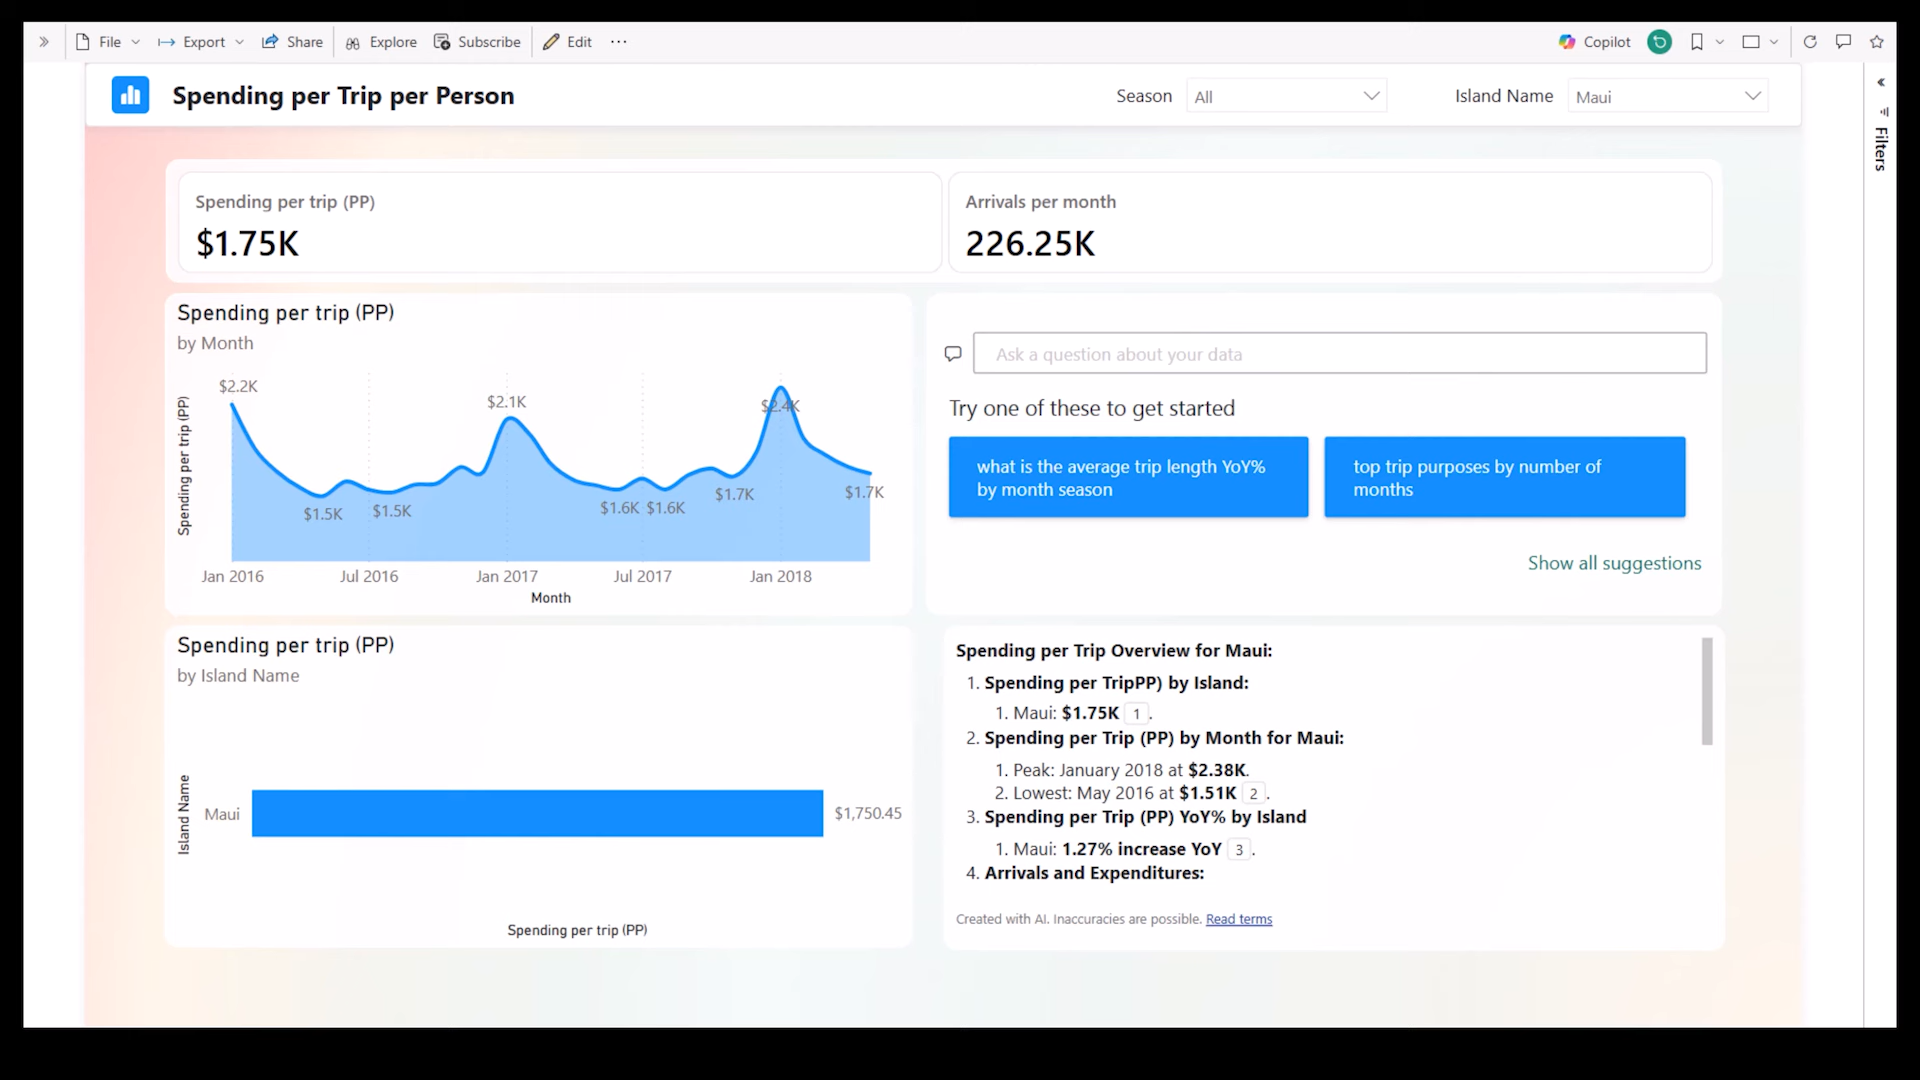 File
Export
Share
Explore
Subscribe
Edit
Copilot
Spending per Trip per Person
Season
All
Island Name
Maui
Filters
Spending per trip (PP)
$1.75K
Arrivals per month
226.25K
Spending per trip (PP)
by Month
Spending per trip (PP)
$2.2K
$1.5K
$1.5K
$2.1K
$1.6K
$1.6K
$1.7K
$2.4K
$1.7K
Jan 2016
Jul 2016
Jan 2017
Jul 2017
Jan 2018
Month
Ask a question about your data
Try one of these to get started
what is the average trip length YoY%
by month season
top trip purposes by number of
months
Show all suggestions
Spending per trip (PP)
by Island Name
Island Name
Maui
$1,750.45
Spending per trip (PP)
Spending per Trip Overview for Maui:
1. Spending per TripPP) by Island:
1. Maui: $1.75K 1.
2. Spending per Trip (PP) by Month for Maui:
1. Peak: January 2018 at $2.38K.
2. Lowest: May 2016 at $1.51K 2.
3. Spending per Trip (PP) YoY% by Island
1. Maui: 1.27% increase YoY 3.
4. Arrivals and Expenditures:
Created with AI. Inaccuracies are possible. Read terms